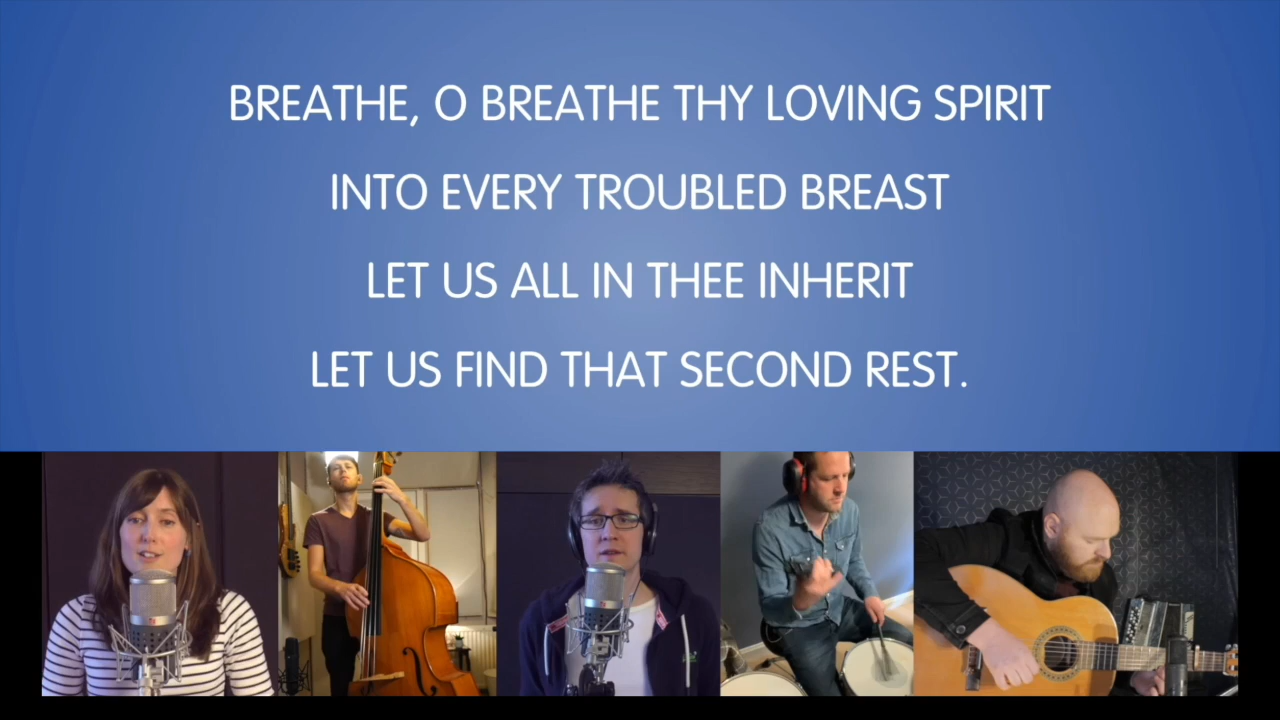 BREATHE, O BREATHE THY LOVING SPIRIT
INTO EVERY TROUBLED BREAST
LET US ALL IN THEE INHERIT
LET US FIND THAT SECOND REST.